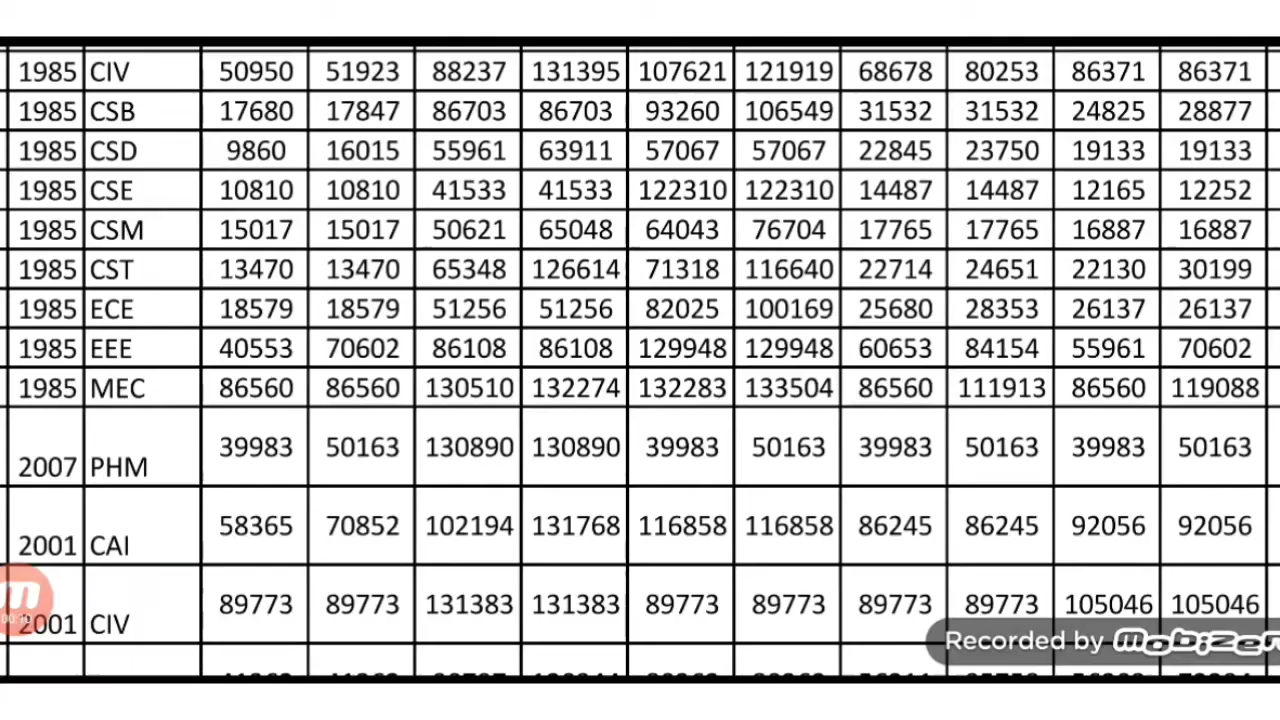 1985 CIV 50950 51923 88237 131395 107621 121919 68678 80253 86371 86371
1985 CSB 17680 17847 86703 86703 93260 106549 31532 31532 24825 28877
1985 CSD 9860 16015 55961 63911 57067 57067 22845 23750 19133 19133
1985 CSE 10810 10810 41533 41533 122310 122310 14487 14487 12165 12252
1985 CSM 15017 15017 50621 65048 64043 76704 17765 17765 16887 16887
1985 CST 13470 13470 65348 126614 71318 116640 22714 24651 22130 30199
1985 ECE 18579 18579 51256 51256 82025 100169 25680 28353 26137 26137
1985 EEE 40553 70602 86108 86108 129948 129948 60653 84154 55961 70602
1985 MEC 86560 86560 130510 132274 132283 133504 86560 111913 86560 119088
2007 PHM 39983 50163 130890 130890 39983 50163 39983 50163 39983 50163
2001 CAI 58365 70852 102194 131768 116858 116858 86245 86245 92056 92056
2001 CIV 89773 89773 131383 131383 89773 89773 89773 89773 105046 105046
Recorded by